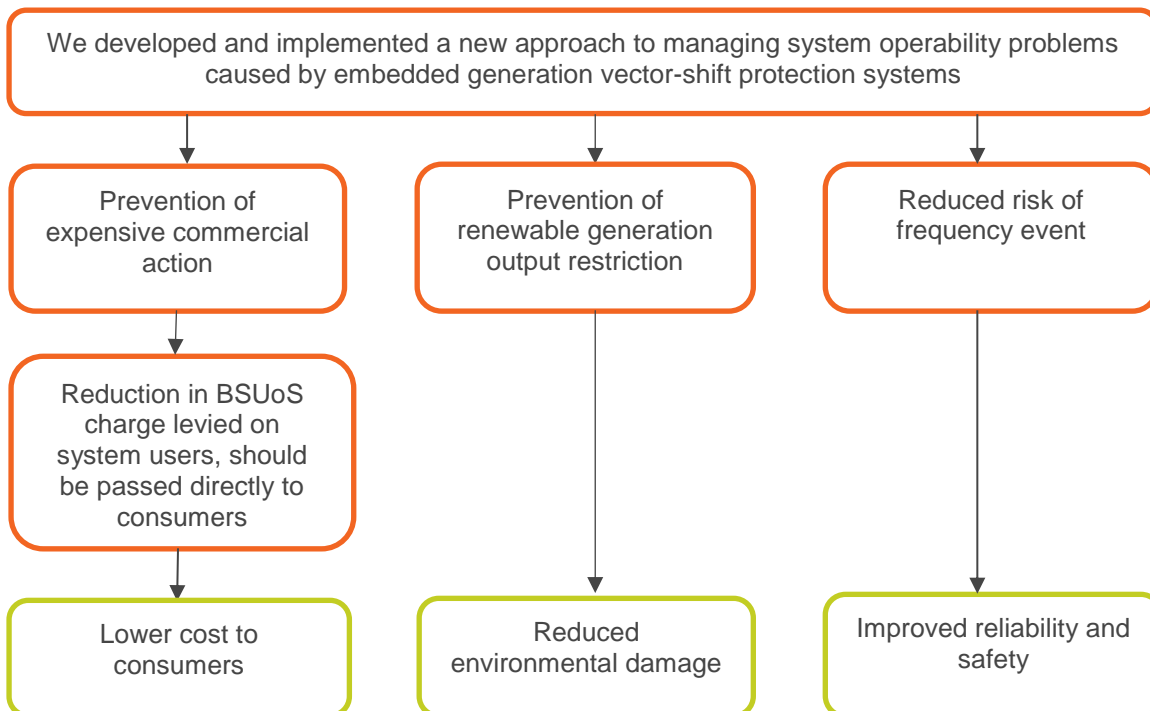 We developed and implemented a new approach to managing system operability problems
caused by embedded generation vector-shift protection systems
Prevention of
expensive commercial
action
Prevention of
renewable generation
output restriction
Reduced risk of
frequency event
Reduction in BSUoS
charge levied on
system users, should
be passed directly to
consumers
Lower cost to
consumers
Reduced
environmental damage
Improved reliability and
safety